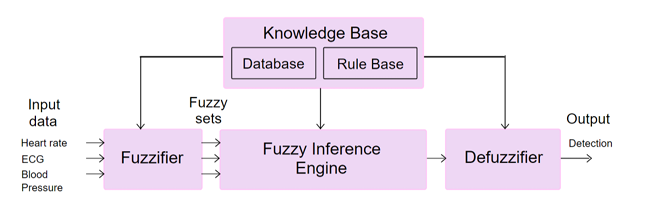 Knowledge Base
Database
Rule Base
Input
data
Fuzzy
sets
Output
Heart rate
ECG
Blood
Pressure
Fuzzifier
Fuzzy Inference
Engine
Defuzzifier
Detection